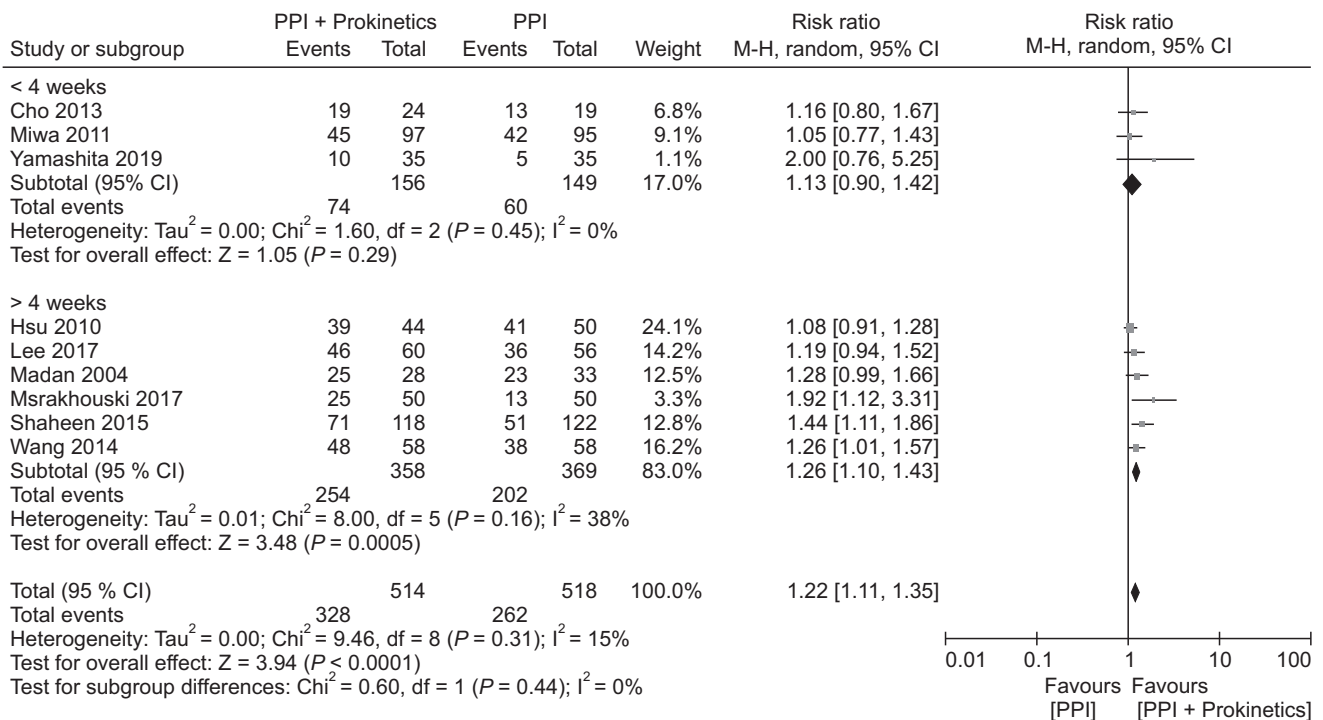 PPI + Prokinetics PPI Risk ratio Risk ratio
Study or subgroup Events Total Events Total Weight M-H, random, 95% CI M-H, random, 95% CI
< 4 weeks
Cho 2013 19 24 13 19 6.8% 1.16 [0.80, 1.67]
Miwa 2011 45 97 42 95 9.1% 1.05 [0.77, 1.43]
Yamashita 2019 10 35 5 35 1.1% 2.00 [0.76, 5.25]
Subtotal (95% CI) 156 149 17.0% 1.13 [0.90, 1.42]
Total events 74 60
Heterogeneity: Tau² = 0.00; Chi² = 1.60, df = 2 (P = 0.45); I² = 0%
Test for overall effect: Z = 1.05 (P = 0.29)
> 4 weeks
Hsu 2010 39 44 41 50 24.1% 1.08 [0.91, 1.28]
Lee 2017 46 60 36 56 14.2% 1.19 [0.94, 1.52]
Madan 2004 25 28 23 33 12.5% 1.28 [0.99, 1.66]
Msrakhouski 2017 25 50 13 50 3.3% 1.92 [1.12, 3.31]
Shaheen 2015 71 118 51 122 12.8% 1.44 [1.11, 1.86]
Wang 2014 48 58 38 58 16.2% 1.26 [1.01, 1.57]
Subtotal (95 % CI) 358 369 83.0% 1.26 [1.10, 1.43]
Total events 254 202
Heterogeneity: Tau² = 0.01; Chi² = 8.00, df = 5 (P = 0.16); I² = 38%
Test for overall effect: Z = 3.48 (P = 0.0005)
Total (95 % CI) 514 518 100.0% 1.22 [1.11, 1.35]
Total events 328 262
Heterogeneity: Tau² = 0.00; Chi² = 9.46, df = 8 (P = 0.31); I² = 15%
Test for overall effect: Z = 3.94 (P < 0.0001)
Test for subgroup differences: Chi² = 0.60, df = 1 (P = 0.44); I² = 0%
0.01 0.1 1 10 100
Favours Favours
[PPI] [PPI + Prokinetics]